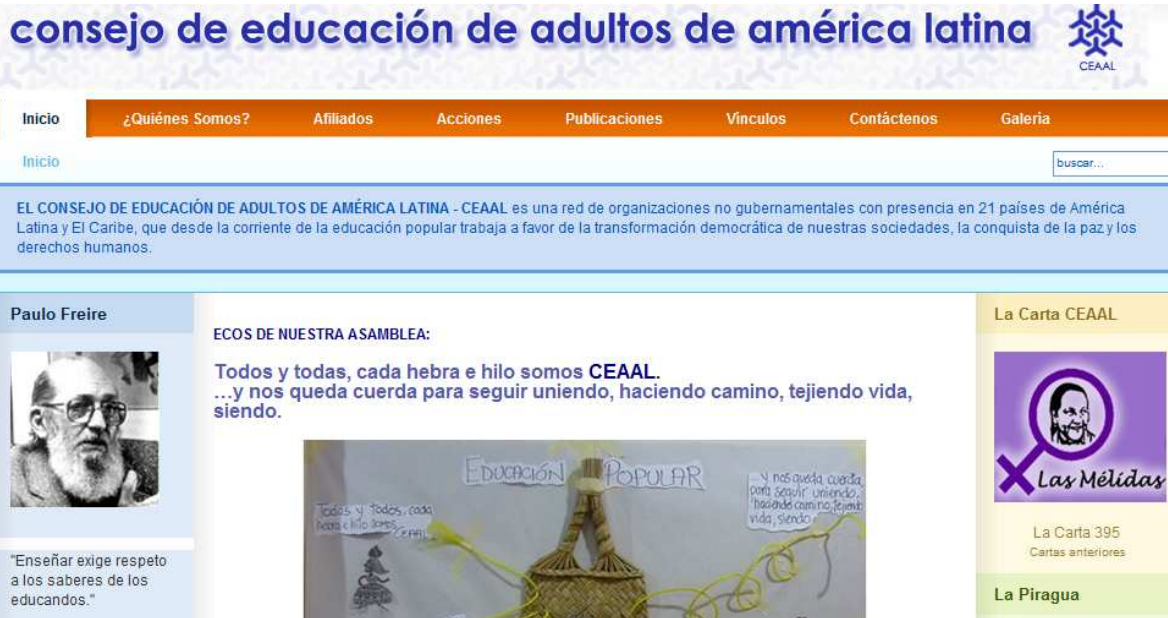 consejo de educación de adultos de américa latina
CEAAL
Inicio
¿Quiénes Somos?
Afiliados
Acciones
Publicaciones
Vínculos
Contáctenos
Galeria
Inicio
buscar...
EL CONSEJO DE EDUCACIÓN DE ADULTOS DE AMÉRICA LATINA - CEAAL es una red de organizaciones no gubernamentales con presencia en 21 países de América
Latina y El Caribe, que desde la corriente de la educación popular trabaja a favor de la transformación democrática de nuestras sociedades, la conquista de la paz y los
derechos humanos.
Paulo Freire
"Enseñar exige respeto
a los saberes de los
educandos."
ECOS DE NUESTRA ASAMBLEA:
Todos y todas, cada hebra e hilo somos CEAAL.
…y nos queda cuerda para seguir uniendo, haciendo camino, tejiendo vida,
siendo.
EDUCACIÓN POPULAR
Todos y todos, cada
hebra e hilo somos
CEAAL.
...y nos queda cuerda
para seguir uniendo,
haciendo camino, tejiendo
vida, siendo
La Carta CEAAL
Las Mélidas
La Carta 395
Cartas anteriores
La Piragua